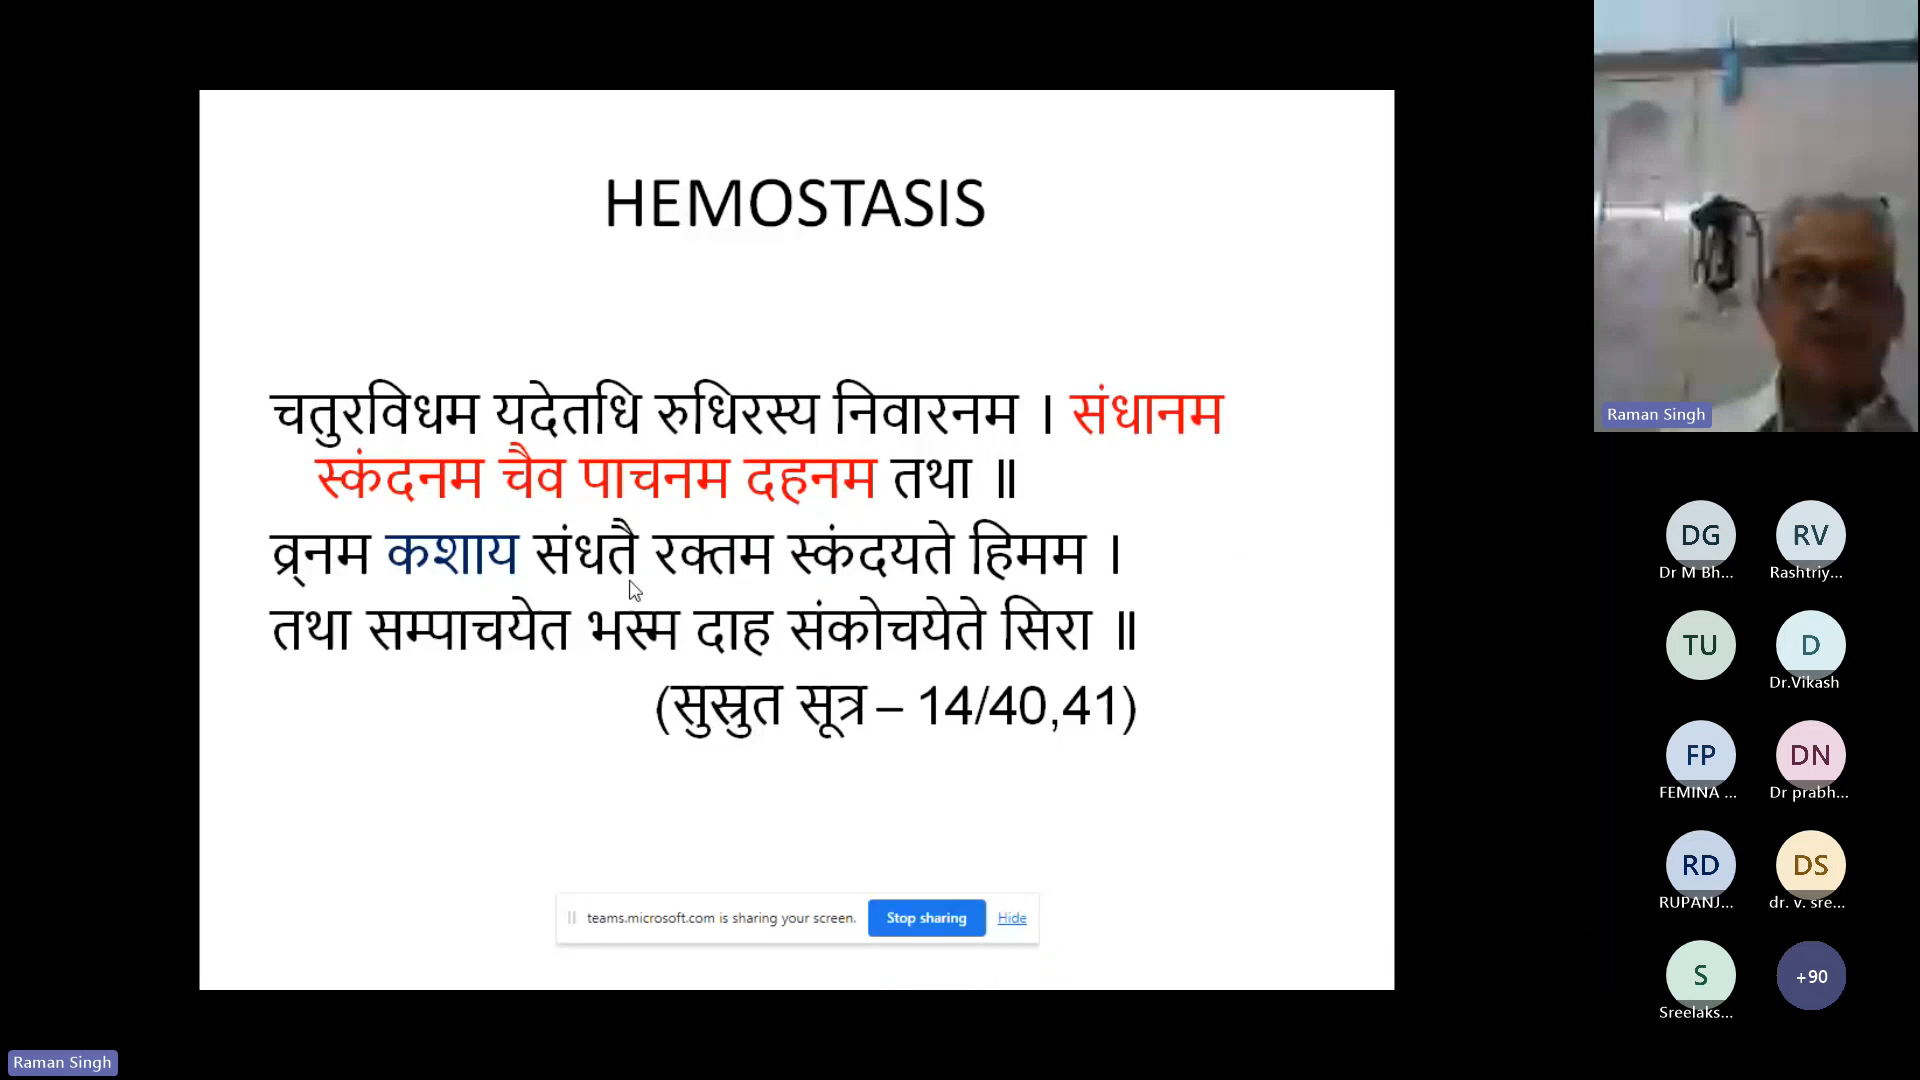 HEMOSTASIS
चतुरविधम यदेतधि रुधिरस्य निवारनम । संधानम
स्कंदनम चैव पाचनम दहनम तथा ॥
व्र्नम कशाय संधतै रक्तम स्कंदयते हिमम ।
तथा सम्पाचयेत भस्म दाह संकोचयेते सिरा ॥
(सुस्रुत सूत्र – 14/40,41)
teams.microsoft.com is sharing your screen. Stop sharing Hide
Raman Singh
DG RV
Dr M Bh... Rashtriy...
TU D
Dr.Vikash
FP DN
FEMINA ... Dr prabh...
RD DS
RUPANJ... dr. v. sre...
S +90
Sreelaks...
Raman Singh